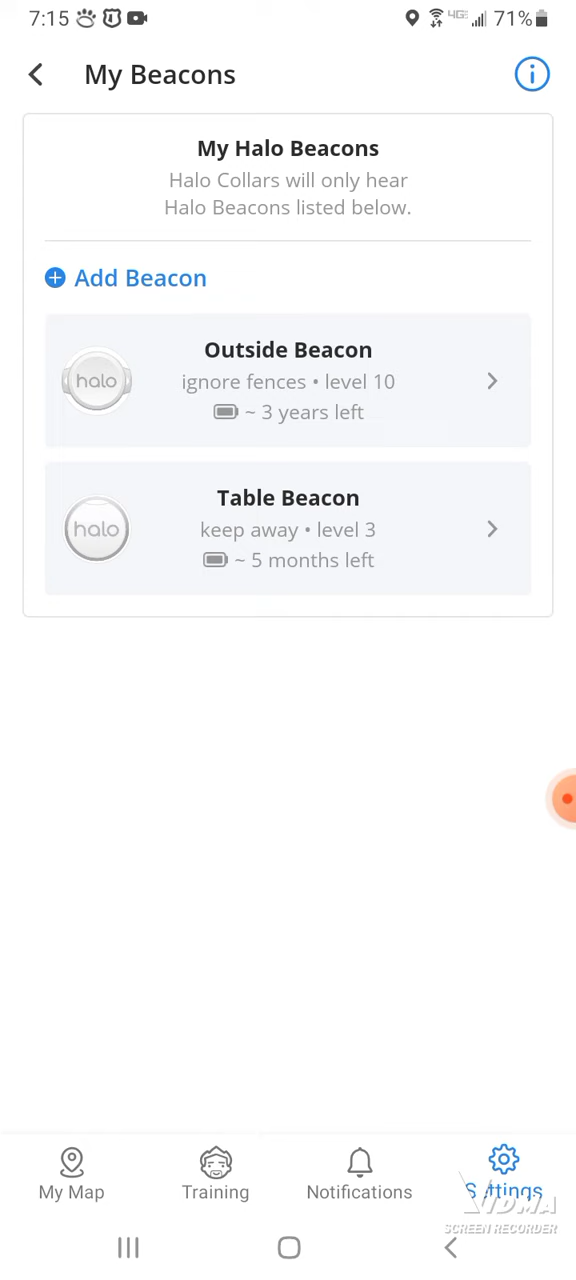 7:15 4G 71%
My Beacons
My Halo Beacons
Halo Collars will only hear
Halo Beacons listed below.
Add Beacon
Outside Beacon
halo
ignore fences • level 10
~ 3 years left
Table Beacon
halo
keep away • level 3
~ 5 months left
My Map Training Notifications Settings
VDMA
SCREEN RECORDER